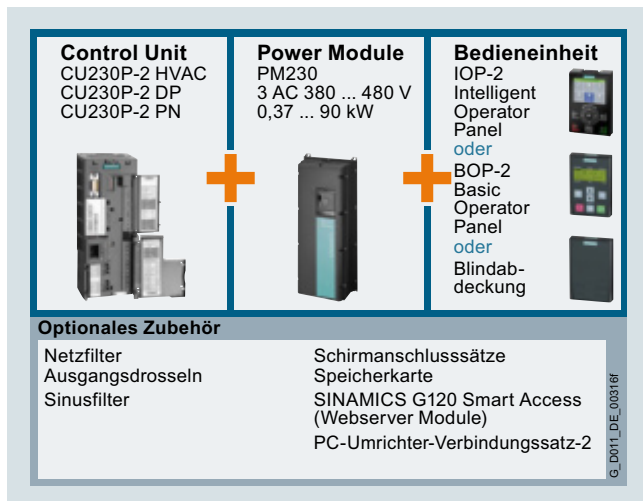 Control Unit
CU230P-2 HVAC
CU230P-2 DP
CU230P-2 PN
Power Module
PM230
3 AC 380 ... 480 V
0,37 ... 90 kW
Bedieneinheit
IOP-2
Intelligent
Operator
Panel
oder
BOP-2
Basic
Operator
Panel
oder
Blindab-
deckung
Optionales Zubehör
Netzfilter
Ausgangsdrosseln
Sinusfilter
Schirmanschlusssätze
Speicherkarte
SINAMICS G120 Smart Access
(Webserver Module)
PC-Umrichter-Verbindungssatz-2
G_D011_DE_00316f